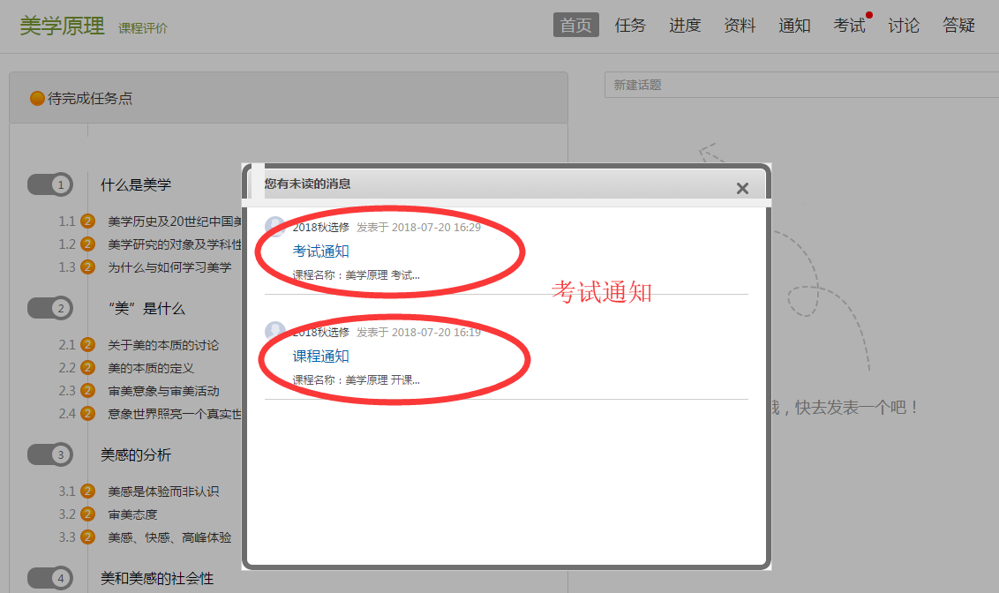 美学原理 课程评价
首页 任务 进度 资料 通知 考试 讨论 答疑
待完成任务点
新建话题
1 什么是美学
1.1 2 美学历史及20世纪中国美
1.2 2 美学研究的对象及学科性
1.3 2 为什么与如何学习美学
2 “美”是什么
2.1 2 关于美的本质的讨论
2.2 2 美的本质的定义
2.3 2 审美意象与审美活动
2.4 2 意象世界照亮一个真实世
3 美感的分析
3.1 2 美感是体验而非认识
3.2 2 审美态度
3.3 2 美感、快感、高峰体验
4 美和美感的社会性
您有未读的消息
2018秋选修 发表于 2018-07-20 16:29
考试通知
课程名称：美学原理 考试...
考试通知
2018秋选修 发表于 2018-07-20 16:19
课程通知
课程名称：美学原理 开课...
，快去发表一个吧！